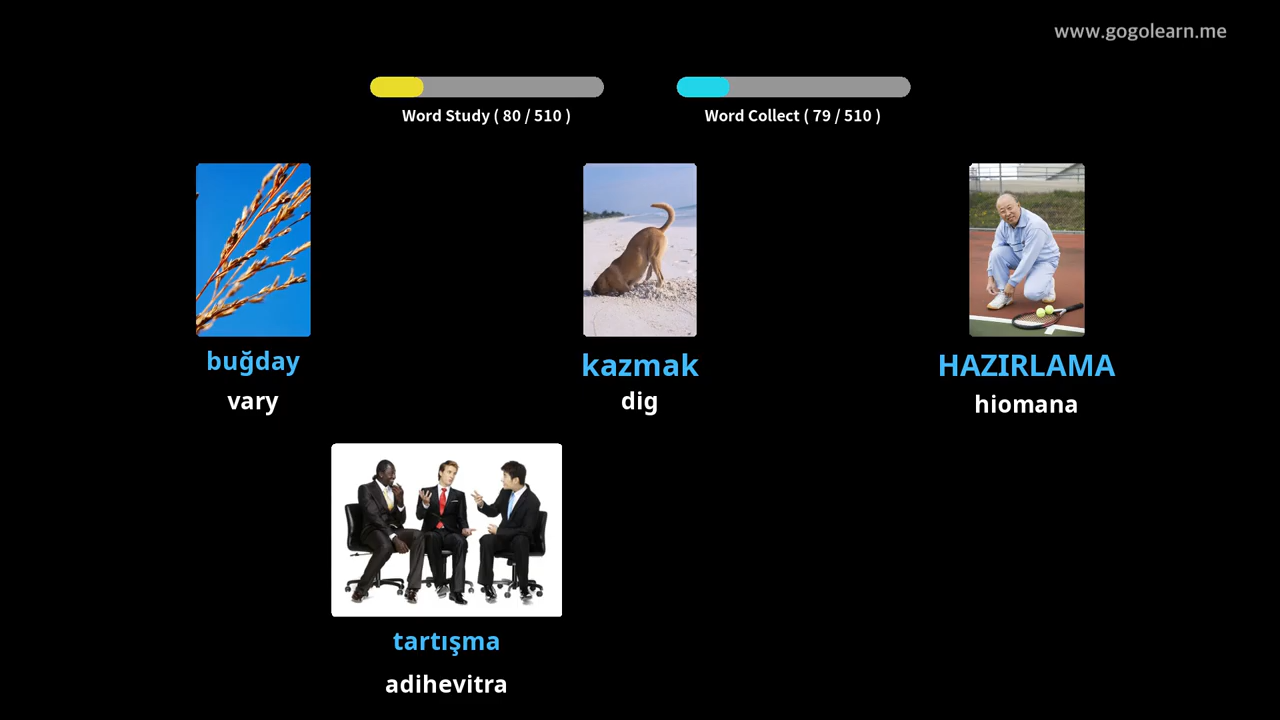 www.gogolearn.me
Word Study ( 80 / 510 )
Word Collect ( 79 / 510 )
buğday
vary
kazmak
dig
HAZIRLAMA
hiomana
tartışma
adihevitra